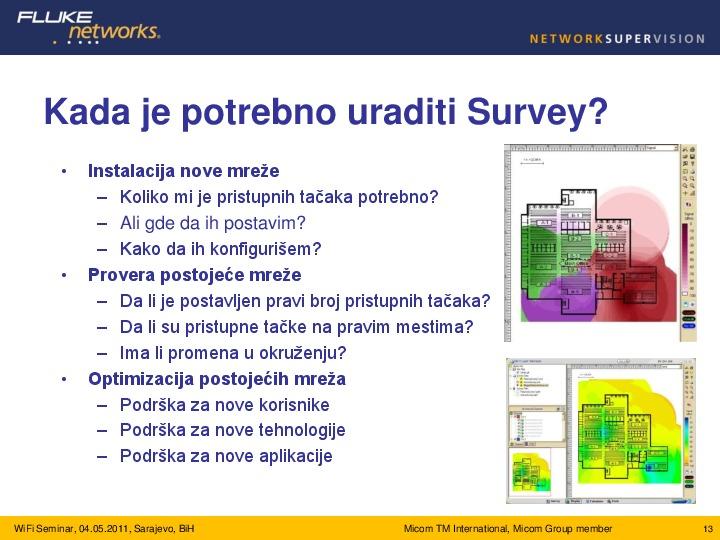 FLUKE
networks®
NETWORKSUPERVISION
Kada je potrebno uraditi Survey?
• Instalacija nove mreže
– Koliko mi je pristupnih tačaka potrebno?
– Ali gde da ih postavim?
– Kako da ih konfigurišem?
• Provera postojeće mreže
– Da li je postavljen pravi broj pristupnih tačaka?
– Da li su pristupne tačke na pravim mestima?
– Ima li promena u okruženju?
• Optimizacija postojećih mreža
– Podrška za nove korisnike
– Podrška za nove tehnologije
– Podrška za nove aplikacije
WiFi Seminar, 04.05.2011, Sarajevo, BiH
Micom TM International, Micom Group member
13